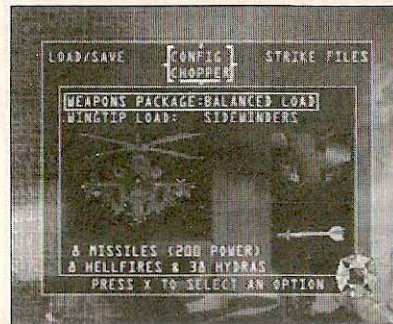 LOAD/SAVE CONFIG CHOPPER STRIKE FILES
WEAPONS PACKAGE:BALANCED LOAD
WINGTIP LOAD: SIDEWINDERS
8 MISSILES (200 POWER)
8 HELLFIRES & 38 HYDRAS
PRESS X TO SELECT AN OPTION